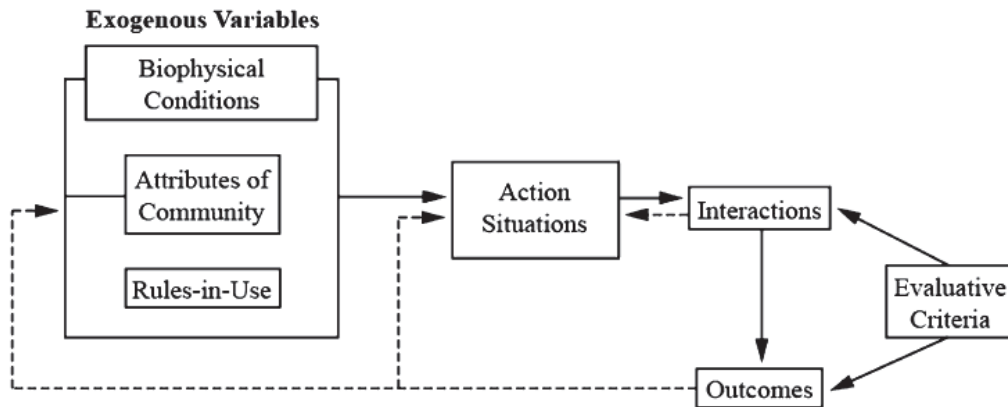 Exogenous Variables
Biophysical
Conditions
Attributes of
Community
Rules-in-Use
Action
Situations
Interactions
Evaluative
Criteria
Outcomes